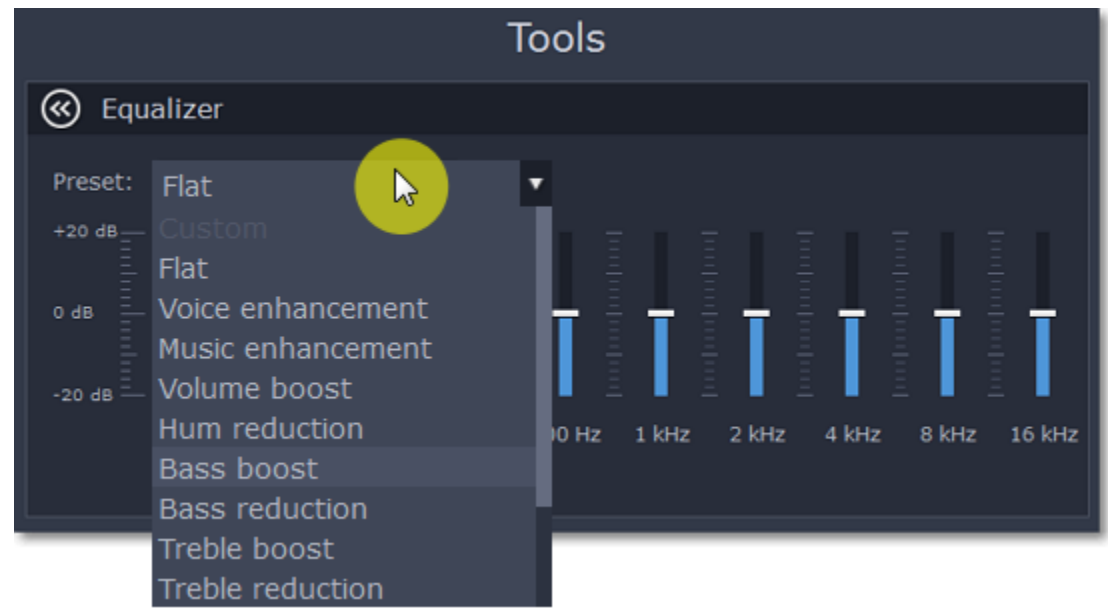 Tools
Equalizer
Preset: Flat
+20 dB
0 dB
-20 dB
Custom
Flat
Voice enhancement
Music enhancement
Volume boost
Hum reduction
Bass boost
Bass reduction
Treble boost
Treble reduction
00 Hz 1 kHz 2 kHz 4 kHz 8 kHz 16 kHz